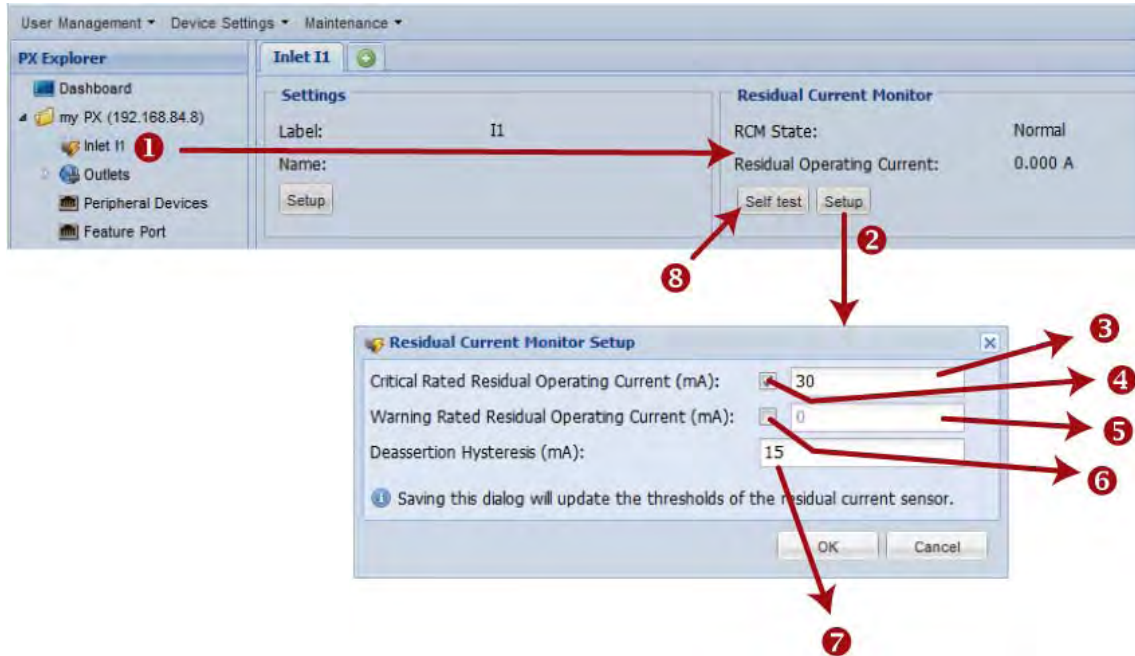 User Management Device Settings Maintenance
PX Explorer
Dashboard
my PX (192.168.84.8)
Inlet I1
Outlets
Peripheral Devices
Feature Port
Inlet I1
Settings
Label: I1
Name:
Setup
Residual Current Monitor
RCM State: Normal
Residual Operating Current: 0.000 A
Self test Setup
1
2
8
Residual Current Monitor Setup
Critical Rated Residual Operating Current (mA): 30
Warning Rated Residual Operating Current (mA): 0
Deassertion Hysteresis (mA): 15
Saving this dialog will update the thresholds of the residual current sensor.
OK Cancel
3
4
5
6
7